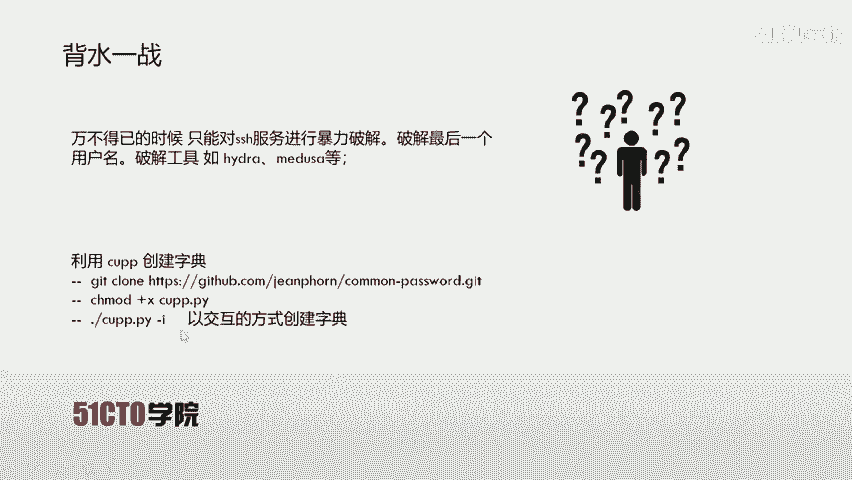 背水一战
万不得已的时候 只能对ssh服务进行暴力破解。破解最后一个
用户名。破解工具 如 hydra、medusa等；
利用 cupp 创建字典
-- git clone https://github.com/jeanphorn/common-password.git
-- chmod +x cupp.py
-- ./cupp.py -i 以交互的方式创建字典
51CTO学院